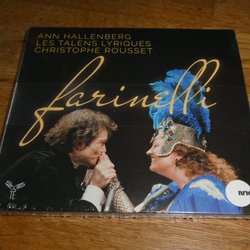 ANN HALLENBERG
LES TALENS LYRIQUES
CHRISTOPHE ROUSSET
farinelli